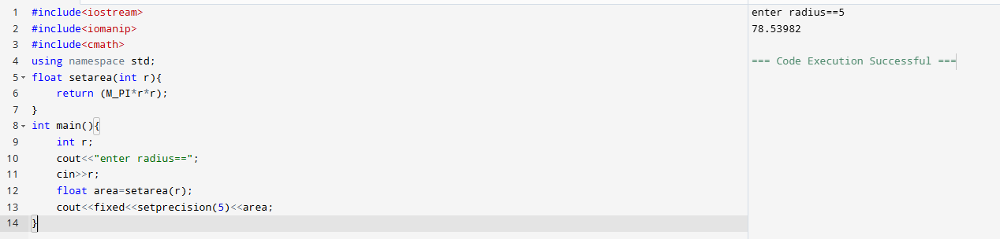 1 #include<iostream>
2 #include<iomanip>
3 #include<cmath>
4 using namespace std;
5 float setarea(int r){
6     return (M_PI*r*r);
7 }
8 int main(){
9     int r;
10     cout<<"enter radius==";
11     cin>>r;
12     float area=setarea(r);
13     cout<<fixed<<setprecision(5)<<area;
14 }
enter radius==5
78.53982
=== Code Execution Successful ===